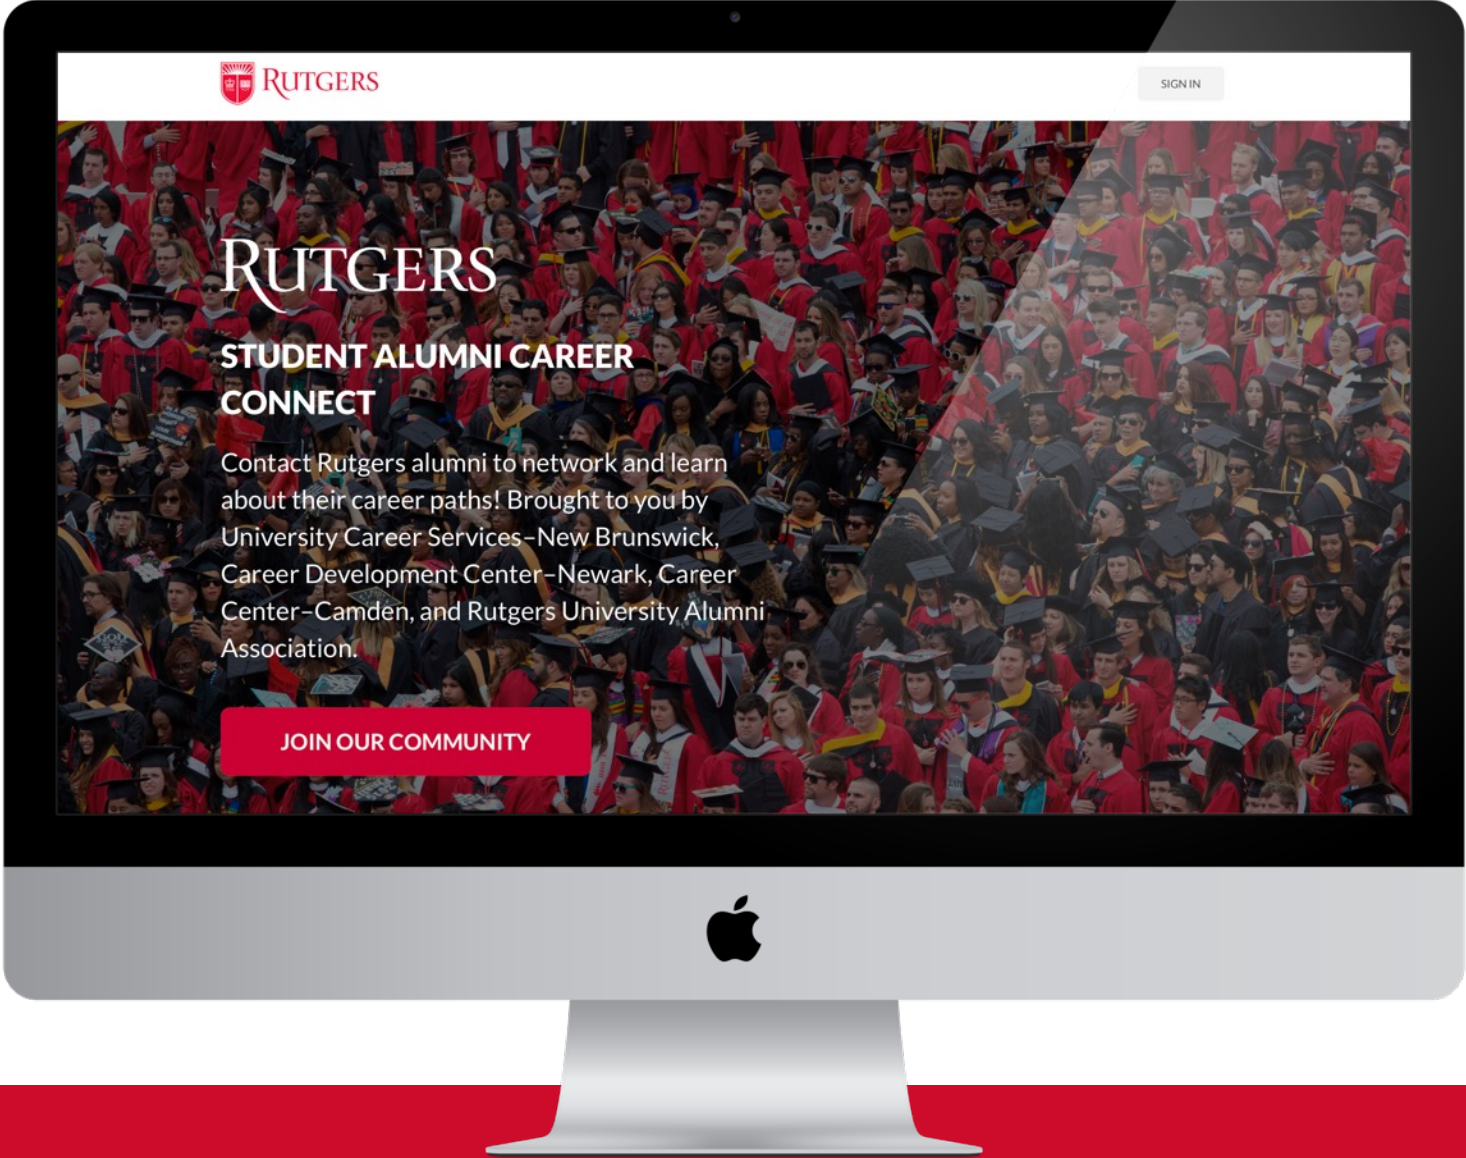 RUTGERS
SIGN IN
RUTGERS
STUDENT ALUMNI CAREER
CONNECT
Contact Rutgers alumni to network and learn
about their career paths! Brought to you by
University Career Services–New Brunswick,
Career Development Center–Newark, Career
Center–Camden, and Rutgers University Alumni
Association.
JOIN OUR COMMUNITY